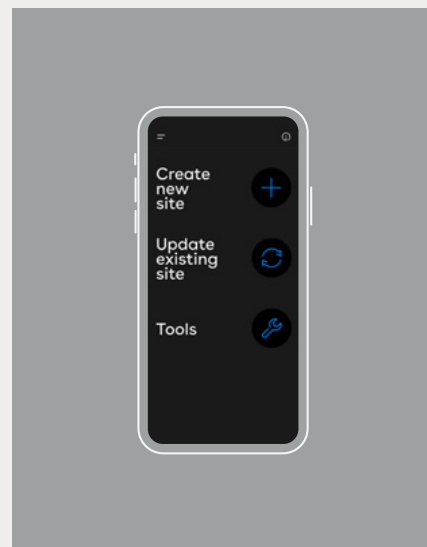 Create
new
site
Update
existing
site
Tools